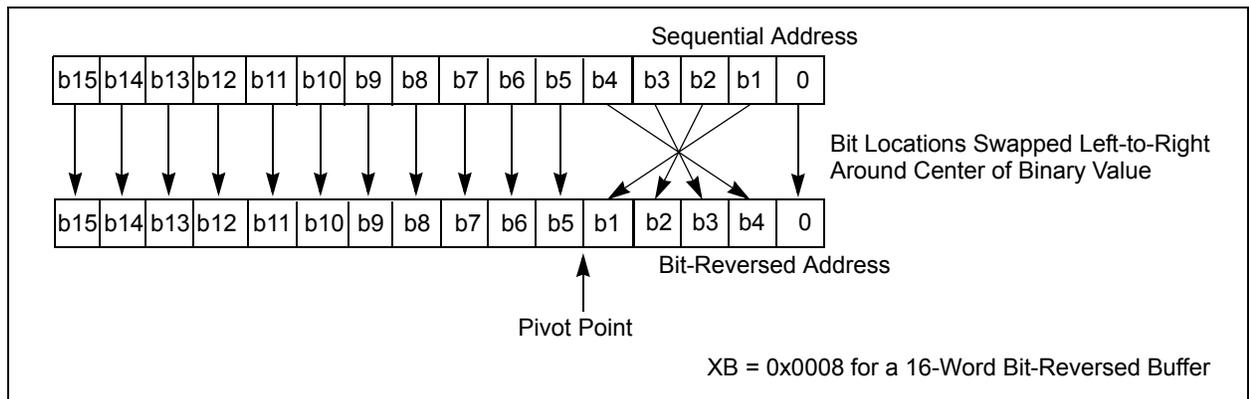 Sequential Address
b15 b14 b13 b12 b11 b10 b9 b8 b7 b6 b5 b4 b3 b2 b1 0
Bit Locations Swapped Left-to-Right
Around Center of Binary Value
b15 b14 b13 b12 b11 b10 b9 b8 b7 b6 b5 b1 b2 b3 b4 0
Bit-Reversed Address
Pivot Point
XB = 0x0008 for a 16-Word Bit-Reversed Buffer